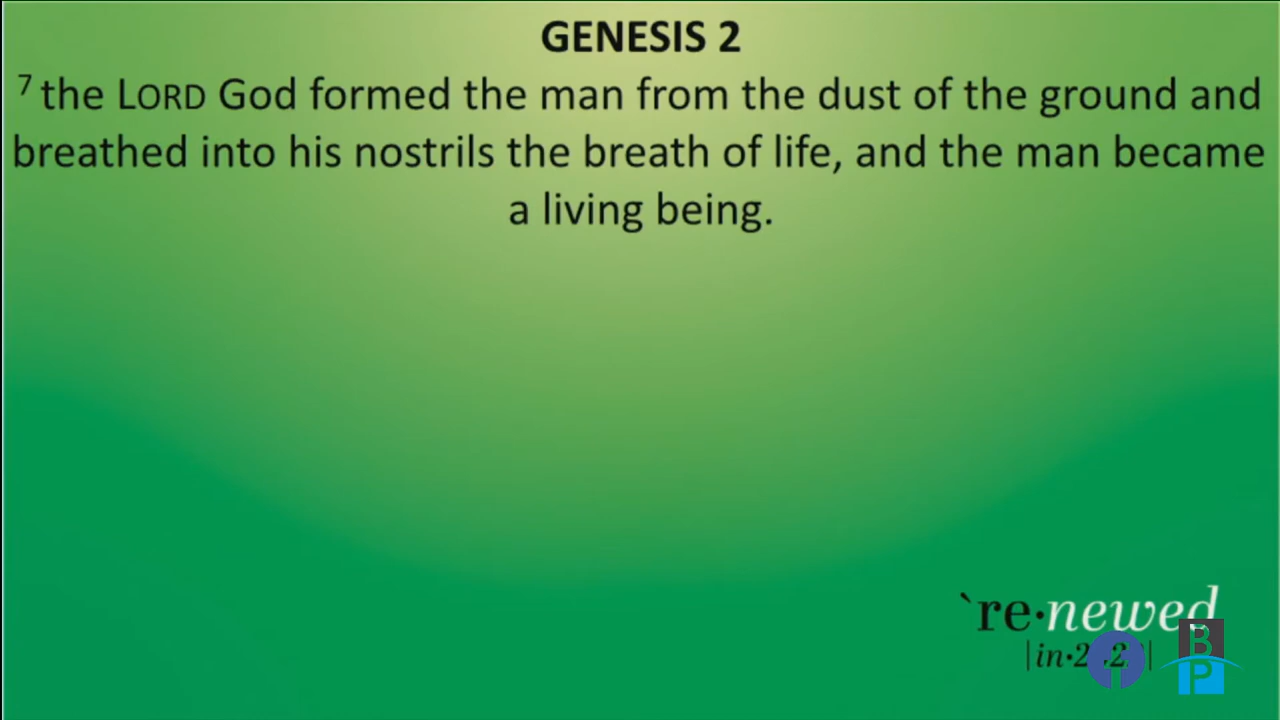 GENESIS 2
7 the LORD God formed the man from the dust of the ground and
breathed into his nostrils the breath of life, and the man became
a living being.
`re·newed
|in·2
B
P